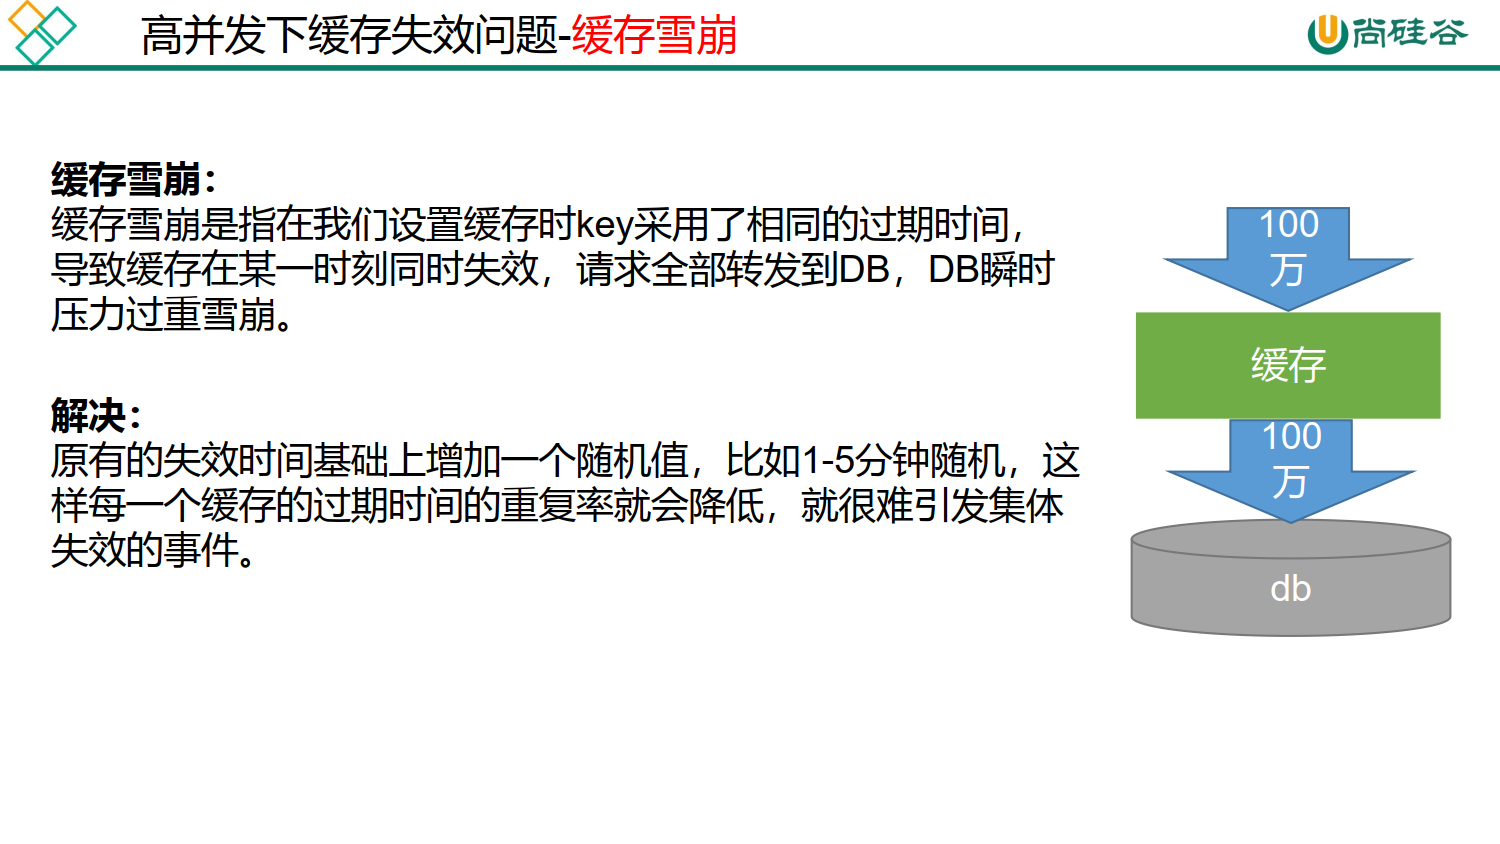 高并发下缓存失效问题-缓存雪崩
尚硅谷
缓存雪崩：
缓存雪崩是指在我们设置缓存时key采用了相同的过期时间，
导致缓存在某一时刻同时失效，请求全部转发到DB，DB瞬时
压力过重雪崩。
解决：
原有的失效时间基础上增加一个随机值，比如1-5分钟随机，这
样每一个缓存的过期时间的重复率就会降低，就很难引发集体
失效的事件。
100
万
缓存
100
万
db